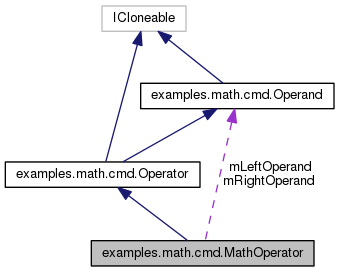 ICloneable
examples.math.cmd.Operand
mLeftOperand
mRightOperand
examples.math.cmd.Operator
examples.math.cmd.MathOperator